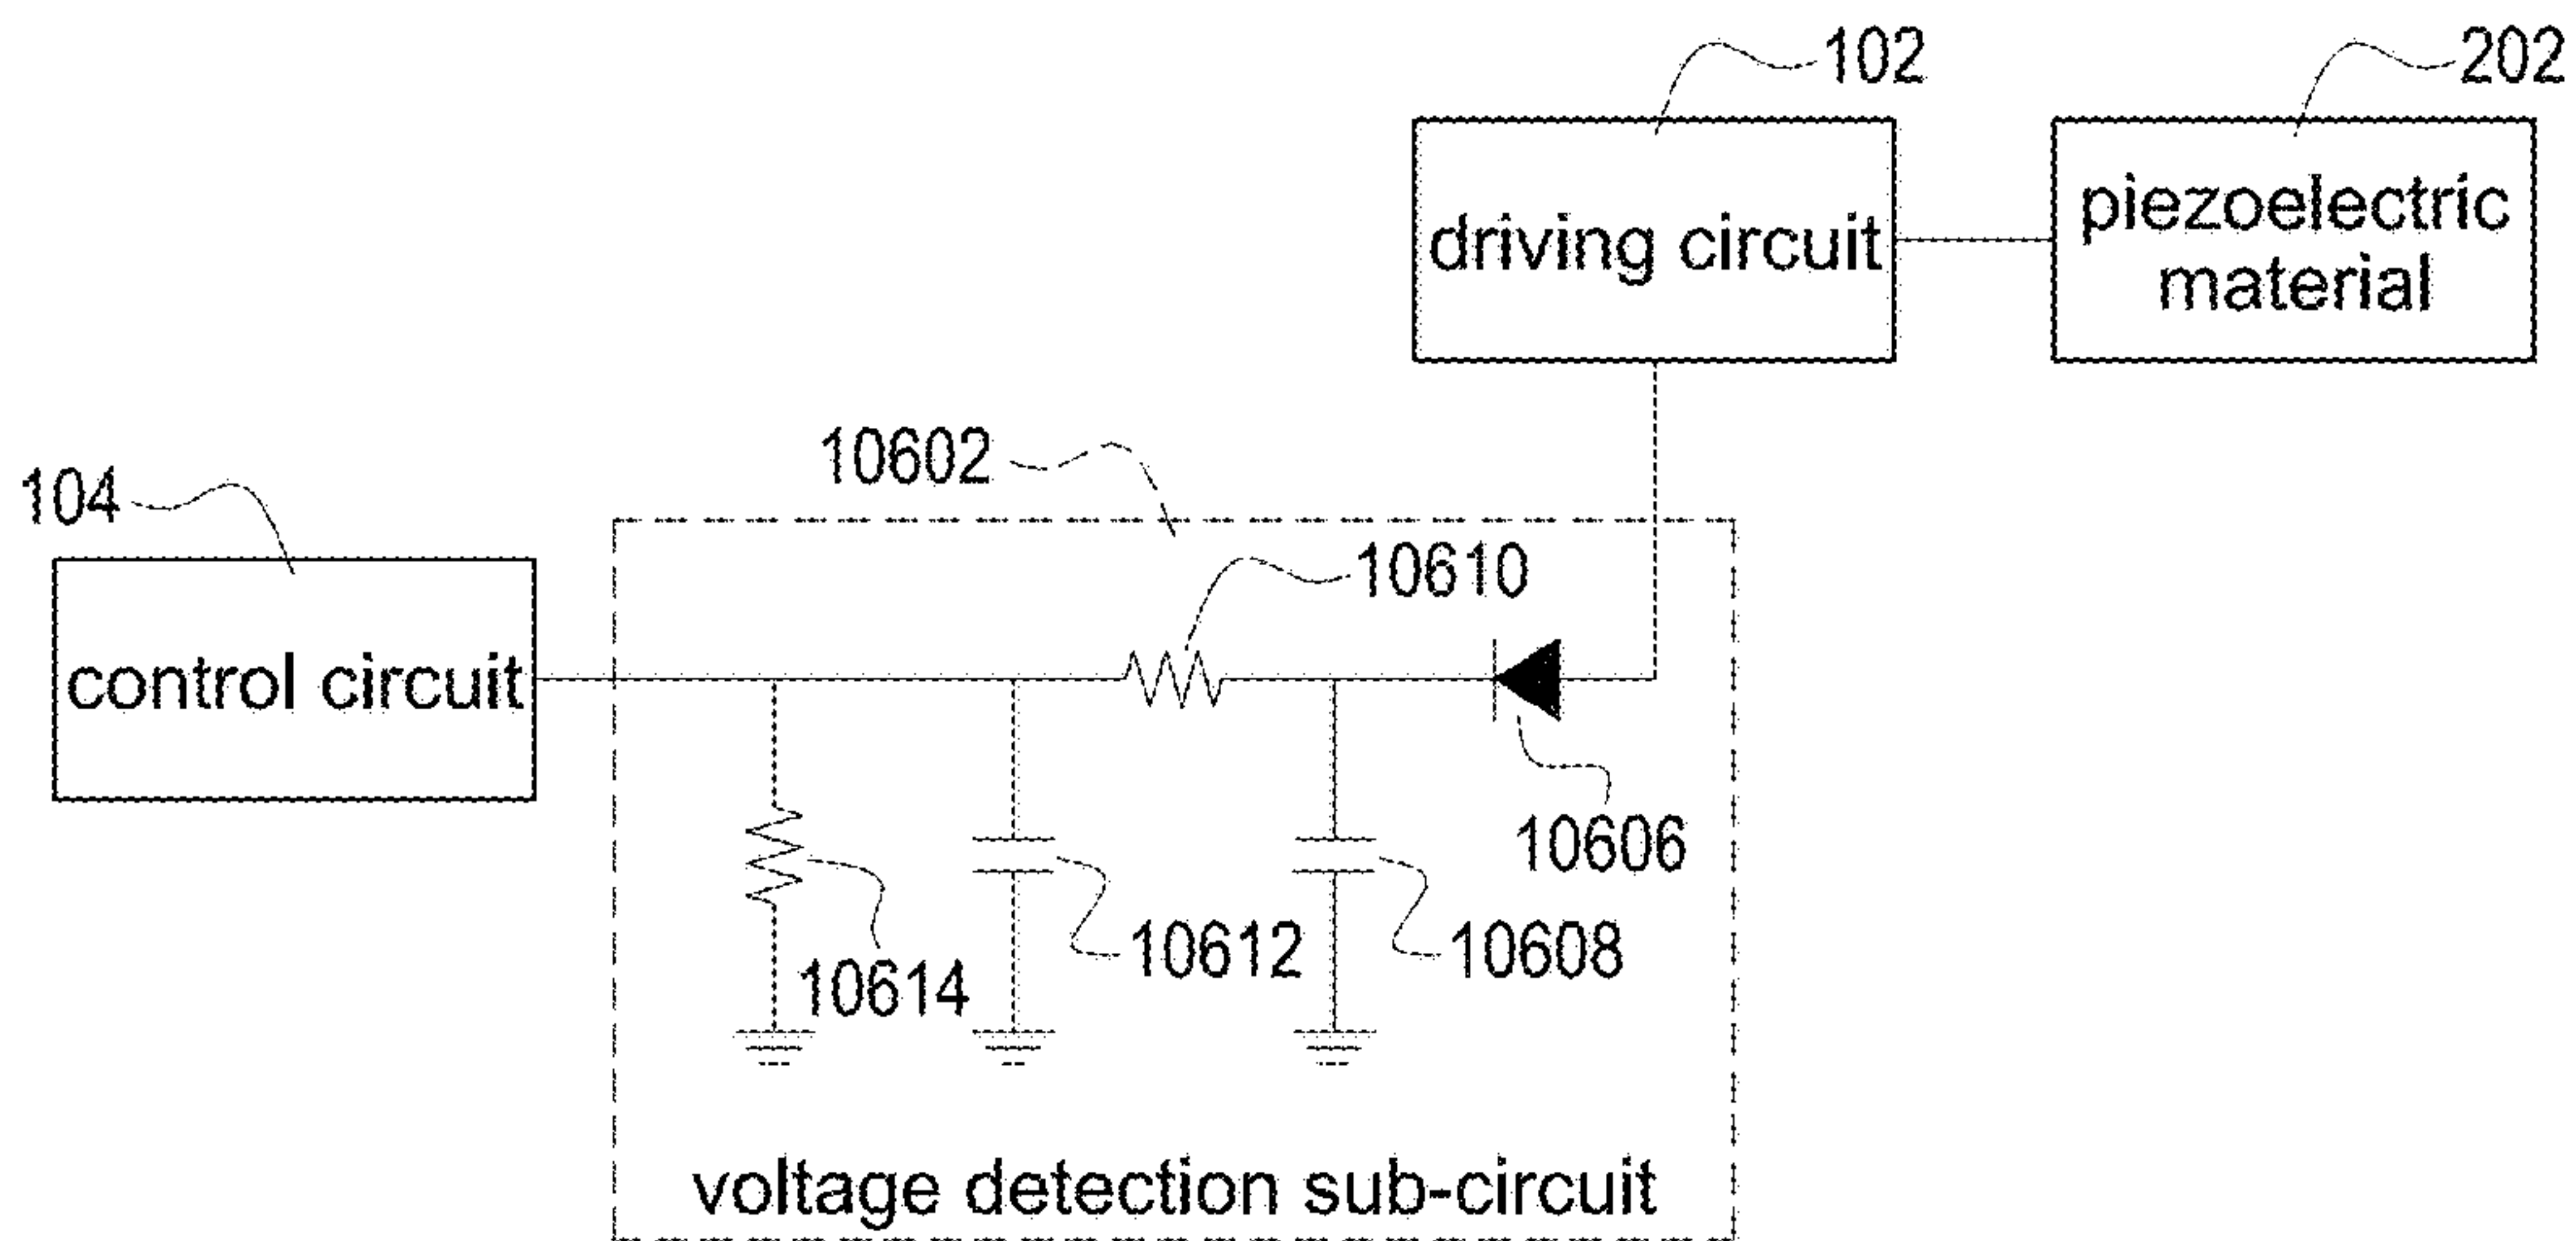 102
202
driving circuit
piezoelectric
material
10602
104
10610
control circuit
10606
10612
10608
10614
voltage detection sub-circuit